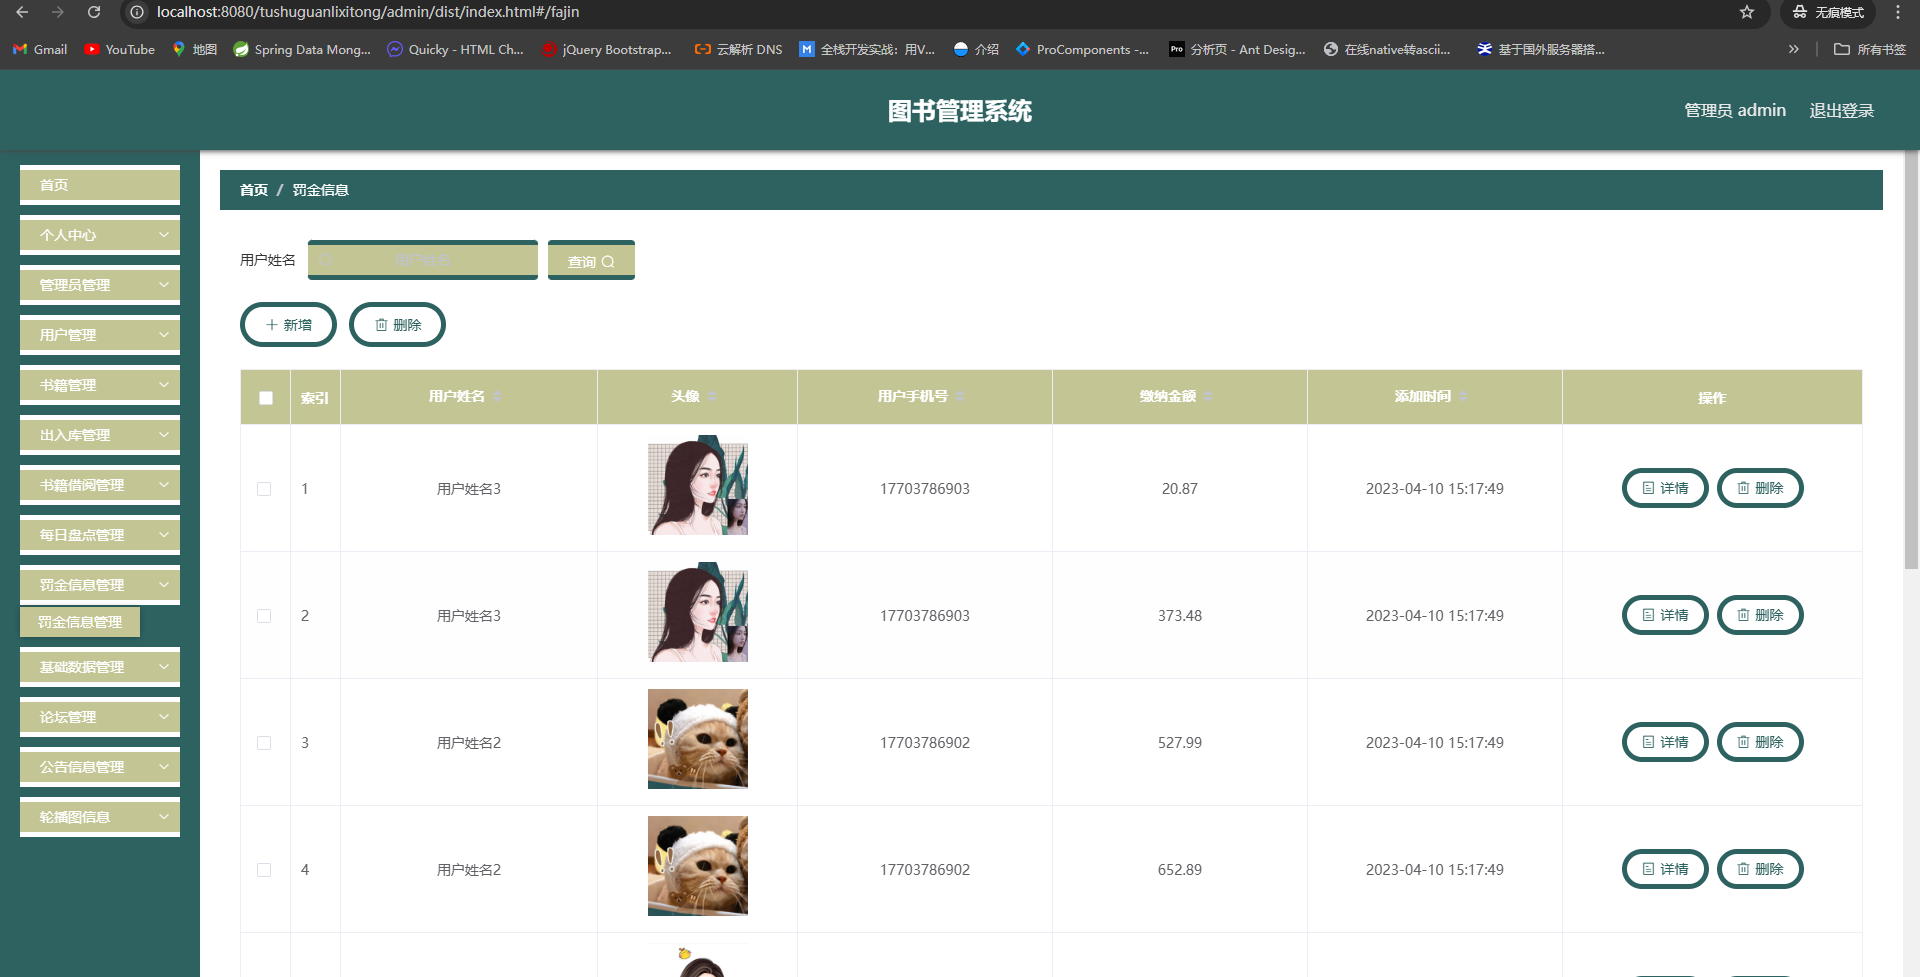 localhost:8080/tushuguanlixitong/admin/dist/index.html#/fajin
无痕模式
Gmail
YouTube
地图
Spring Data Mong...
Quicky - HTML Ch...
jQuery Bootstrap...
云解析 DNS
全栈开发实战：用V...
介绍
ProComponents -...
Pro 分析页 - Ant Desig...
在线native转ascii...
基于国外服务器搭...
所有书签
图书管理系统
管理员 admin
退出登录
首页
个人中心
管理员管理
用户管理
书籍管理
出入库管理
书籍借阅管理
每日盘点管理
罚金信息管理
罚金信息管理
基础数据管理
论坛管理
公告信息管理
轮播图信息
首页 / 罚金信息
用户姓名 用户姓名 查询
新增 删除
索引 用户姓名 头像 用户手机号 缴纳金额 添加时间 操作
1 用户姓名3 17703786903 20.87 2023-04-10 15:17:49 详情 删除
2 用户姓名3 17703786903 373.48 2023-04-10 15:17:49 详情 删除
3 用户姓名2 17703786902 527.99 2023-04-10 15:17:49 详情 删除
4 用户姓名2 17703786902 652.89 2023-04-10 15:17:49 详情 删除